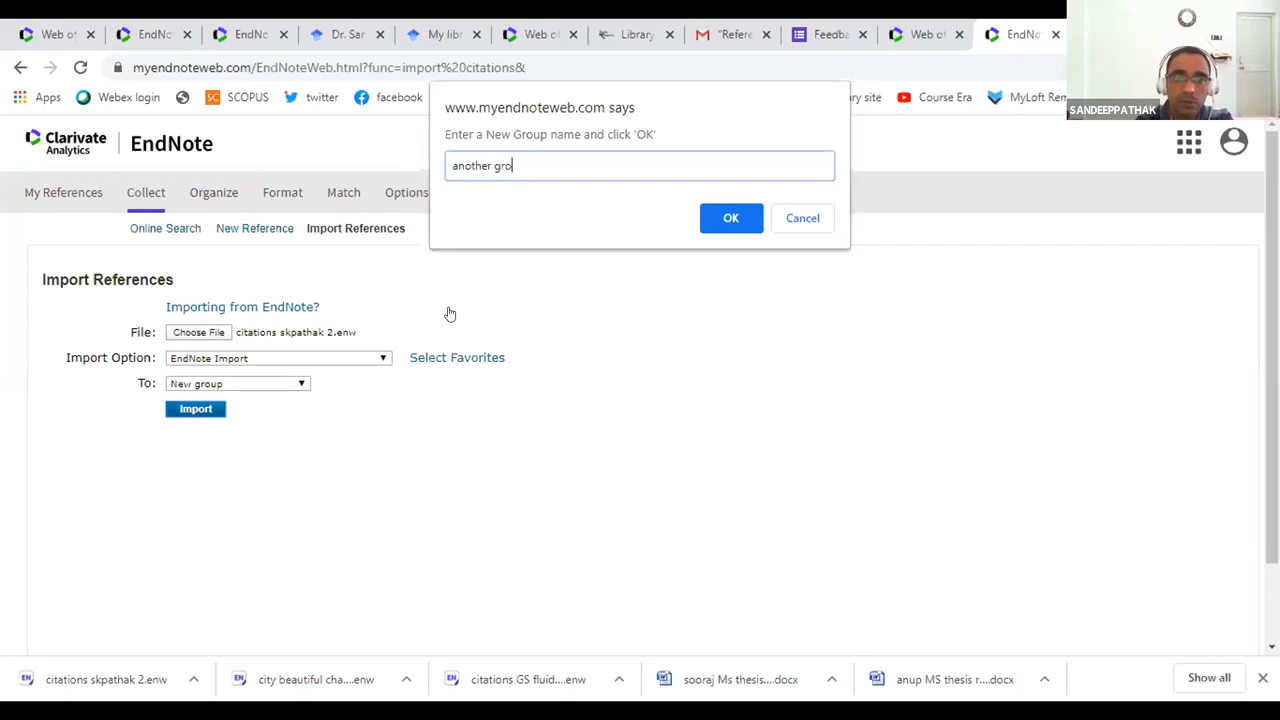 Web of
EndNo
EndNo
Dr. Sar
My libr
Web of
Library
"Refere
Feedba
Web of
EndNo
myendnoteweb.com/EndNoteWeb.html?func=import%20citations&
Apps
Webex login
SCOPUS
twitter
facebook
ary site
Course Era
MyLoft Rem
SANDEEPPATHAK
www.myendnoteweb.com says
Enter a New Group name and click 'OK'
another gro
OK
Cancel
Clarivate
Analytics
EndNote
My References
Collect
Organize
Format
Match
Options
Online Search
New Reference
Import References
Import References
Importing from EndNote?
File: Choose File citations skpathak 2.enw
Import Option: EndNote Import Select Favorites
To: New group
Import
citations skpathak 2.enw
city beautiful cha....enw
citations GS fluid....enw
sooraj Ms thesis....docx
anup MS thesis r....docx
Show all